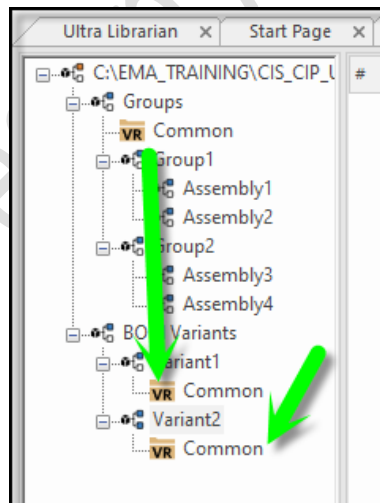 Ultra Librarian × Start Page ×
C:\EMA_TRAINING\CIS_CIP_U #
Groups
VR Common
Group1
Assembly1
Assembly2
Group2
Assembly3
Assembly4
BOM Variants
Variant1
VR Common
Variant2
VR Common